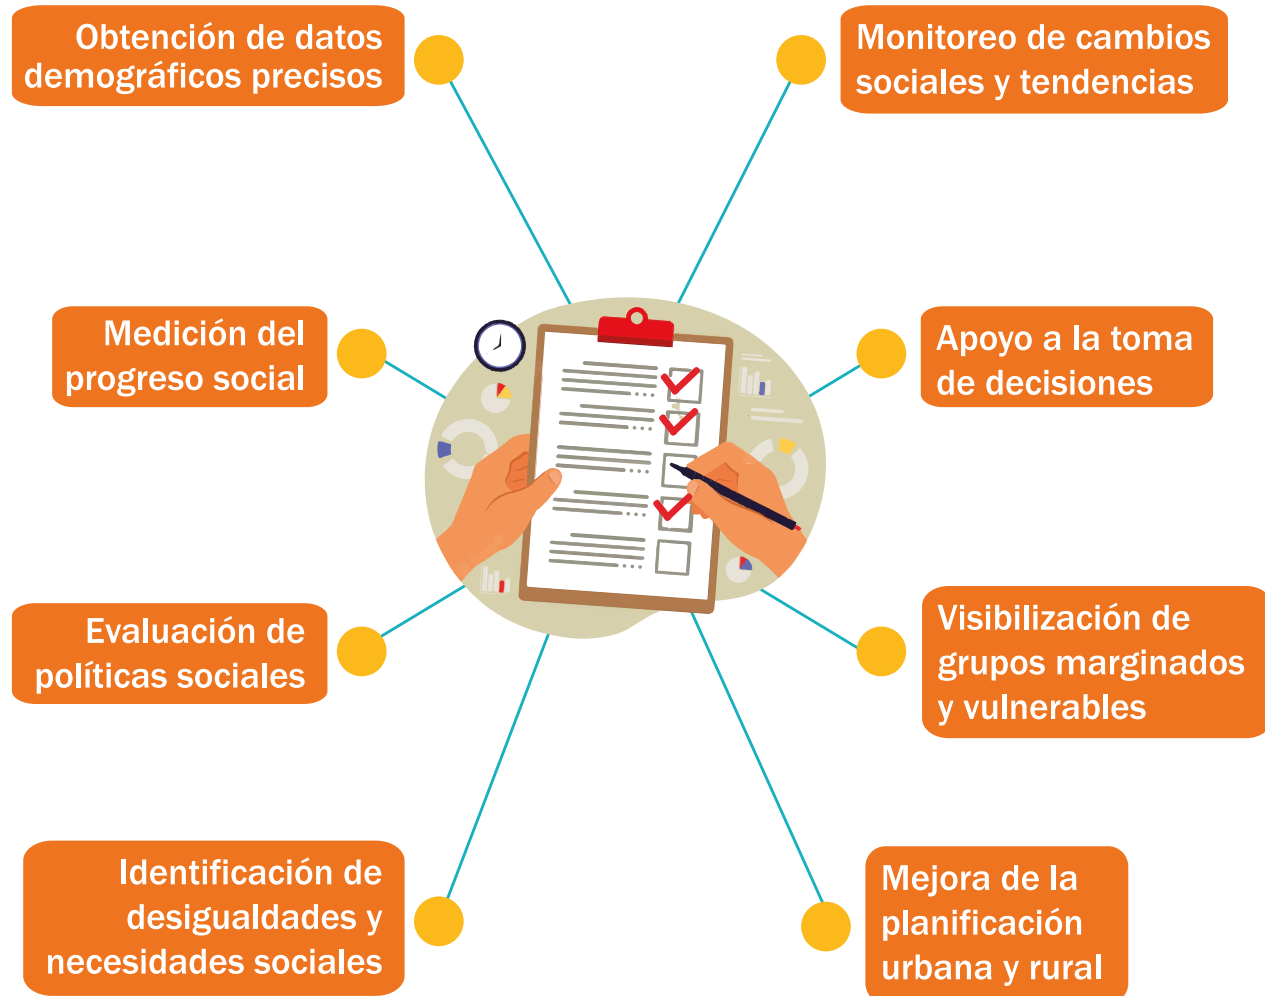 Obtención de datos
demográficos precisos
Monitoreo de cambios
sociales y tendencias
Medición del
progreso social
Apoyo a la toma
de decisiones
Evaluación de
políticas sociales
Visibilización de
grupos marginados
y vulnerables
Identificación de
desigualdades y
necesidades sociales
Mejora de la
planificación
urbana y rural